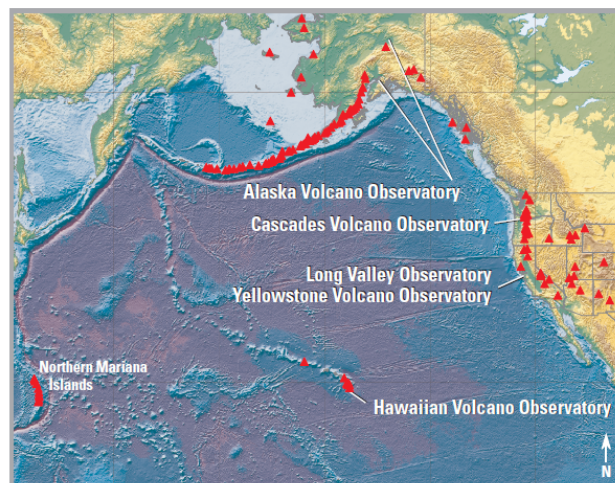 Alaska Volcano Observatory
Cascades Volcano Observatory
Long Valley Observatory
Yellowstone Volcano Observatory
Northern Mariana
Islands
Hawaiian Volcano Observatory
N